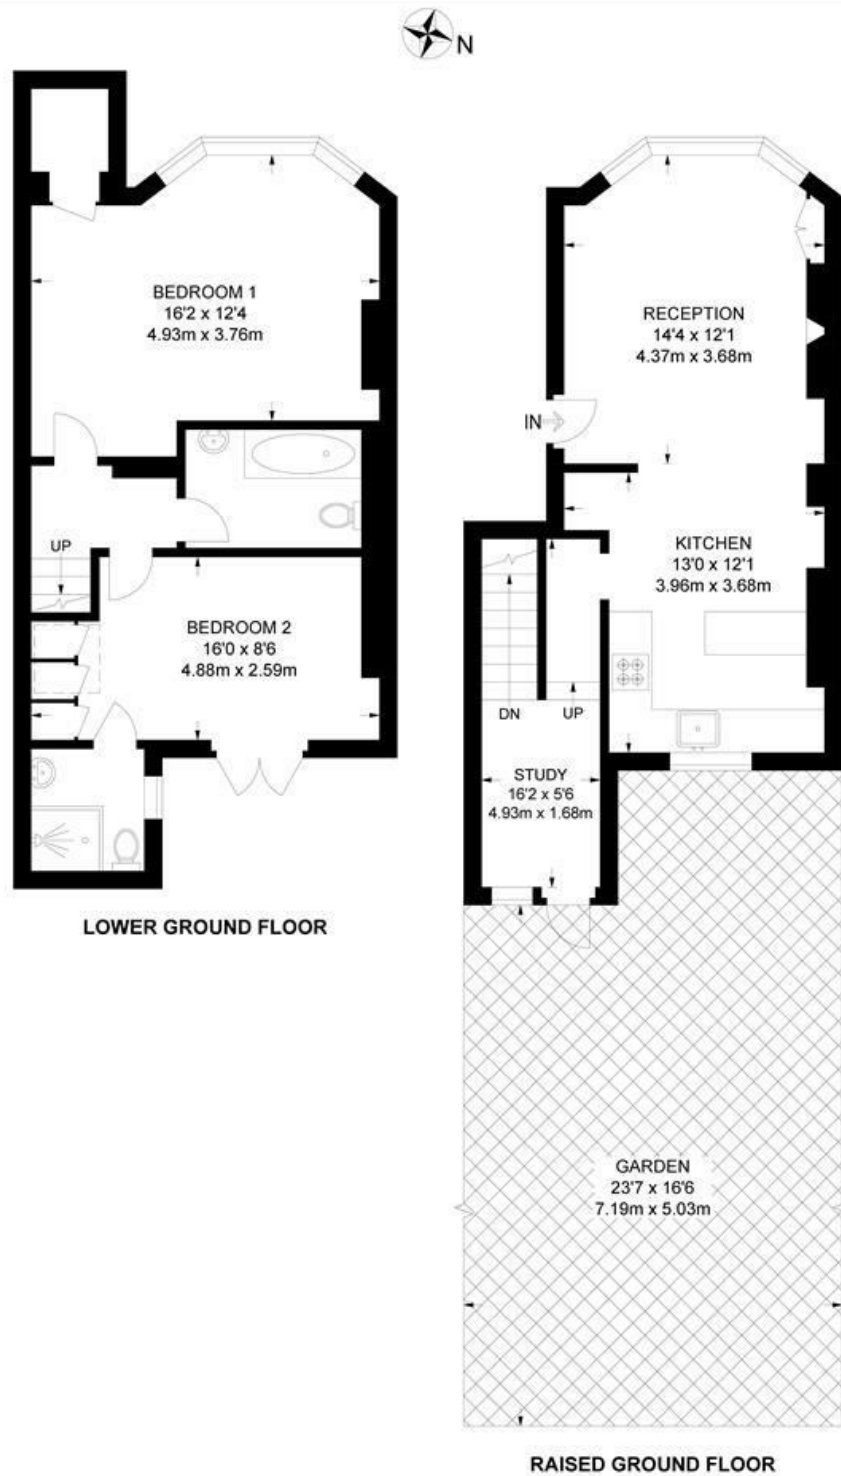 N
BEDROOM 1
16'2 x 12'4
4.93m x 3.76m
UP
BEDROOM 2
16'0 x 8'6
4.88m x 2.59m
LOWER GROUND FLOOR
RECEPTION
14'4 x 12'1
4.37m x 3.68m
IN
KITCHEN
13'0 x 12'1
3.96m x 3.68m
DN
UP
STUDY
16'2 x 5'6
4.93m x 1.68m
GARDEN
23'7 x 16'6
7.19m x 5.03m
RAISED GROUND FLOOR